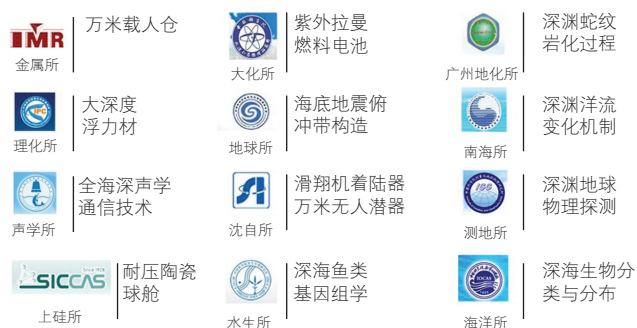 IMR
金属所
万米载人仓
大化所
紫外拉曼
燃料电池
广州地化所
深渊蛇纹
岩化过程
IPC
理化所
大深度
浮力材
地球所
海底地震俯
冲带构造
南海所
深渊洋流
变化机制
声学所
全海深声学
通信技术
沈自所
滑翔机着陆器
万米无人潜器
测地所
深渊地球
物理探测
SICCAS
上硅所
耐压陶瓷
球舱
水生所
深海鱼类
基因组学
IOCAS
海洋所
深海生物分
类与分布